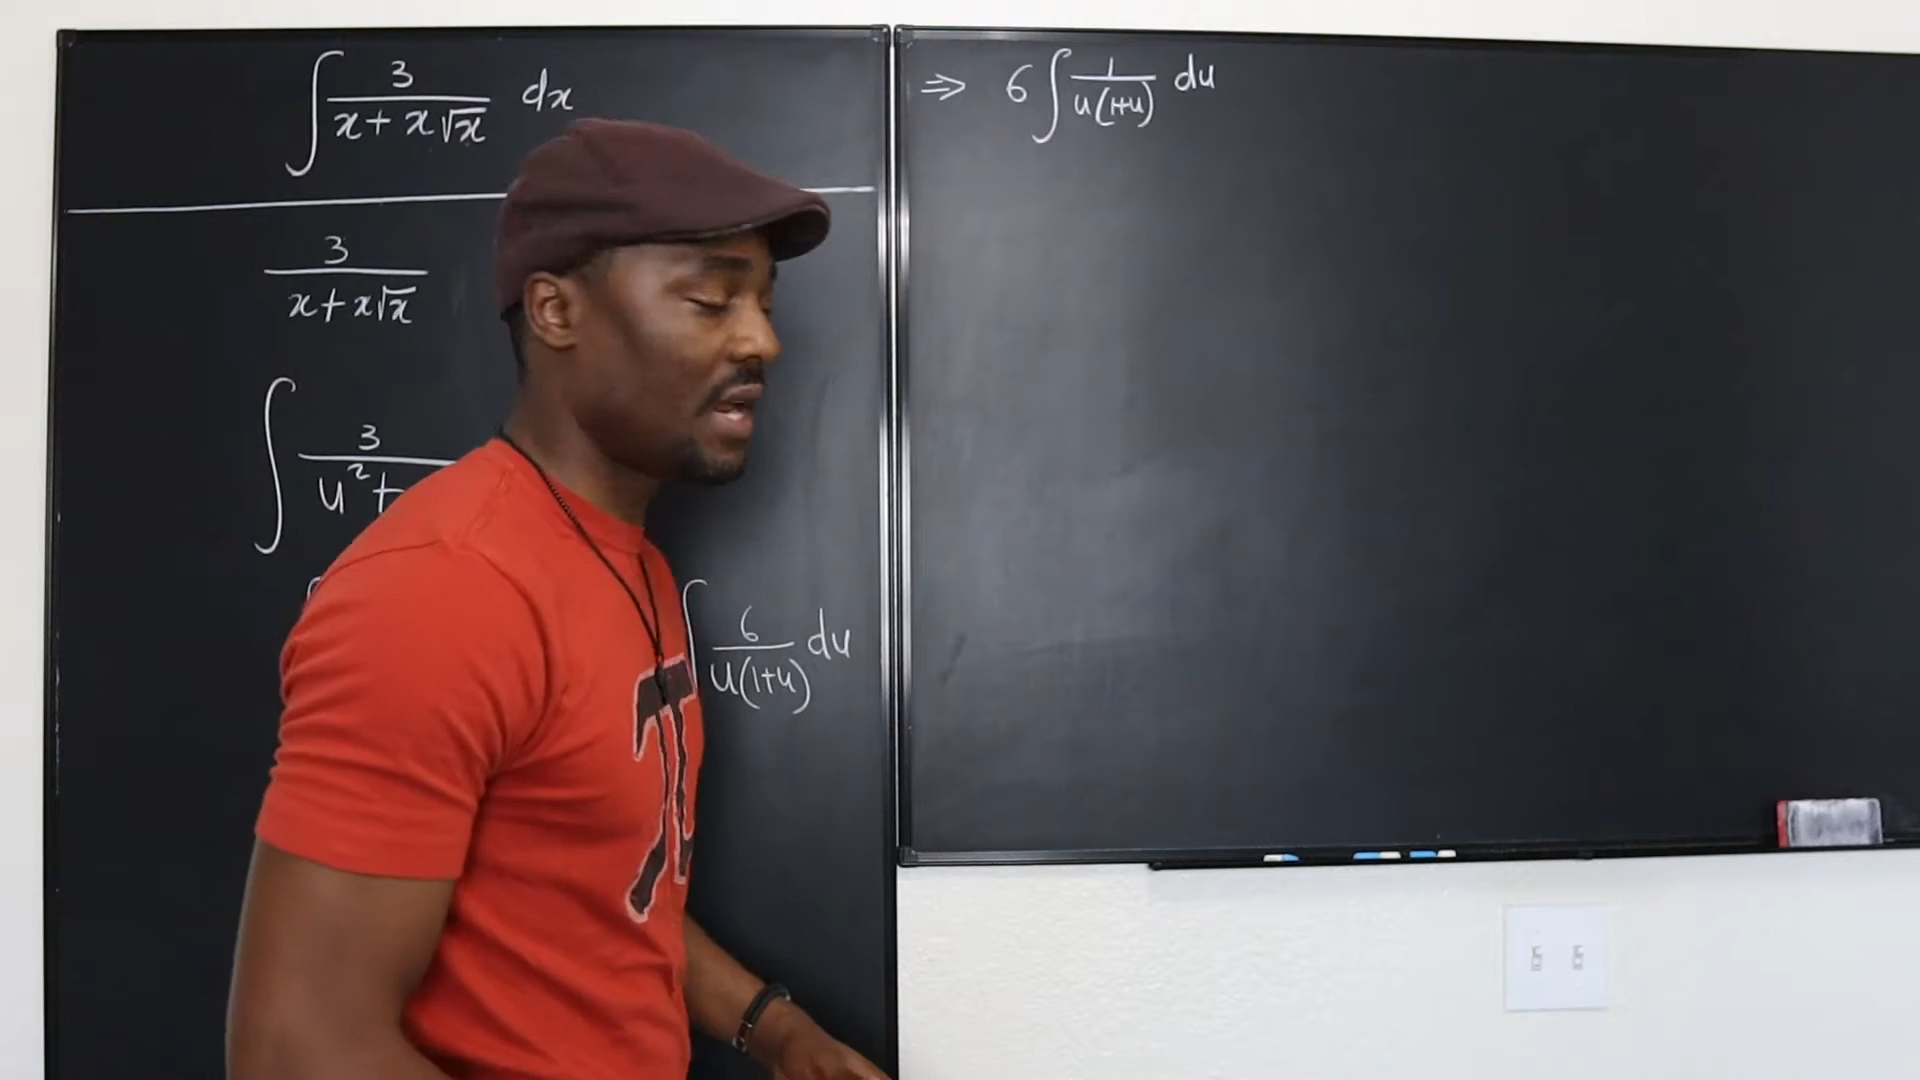 ∫ 3/(x + x√x) dx
3/(x + x√x)
∫ 3/(u² +
∫ 6/(u(1+u)) du
π
⇒ 6 ∫ 1/(u(1+u)) du